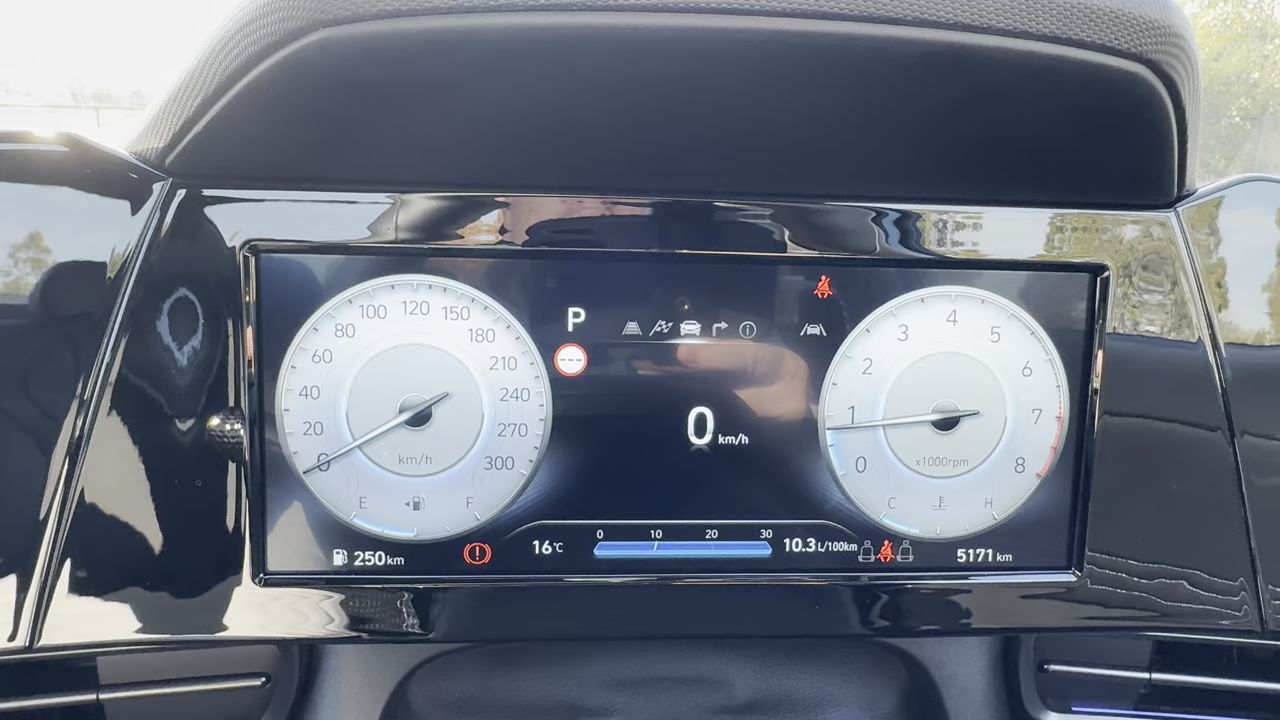 P
0 20 40 60 80 100 120 150 180 210 240 270 300
km/h
E F
0 km/h
0 1 2 3 4 5 6 7 8
x1000rpm
C H
250 km
16°C
0 10 20 30
10.3 L/100km
5171 km